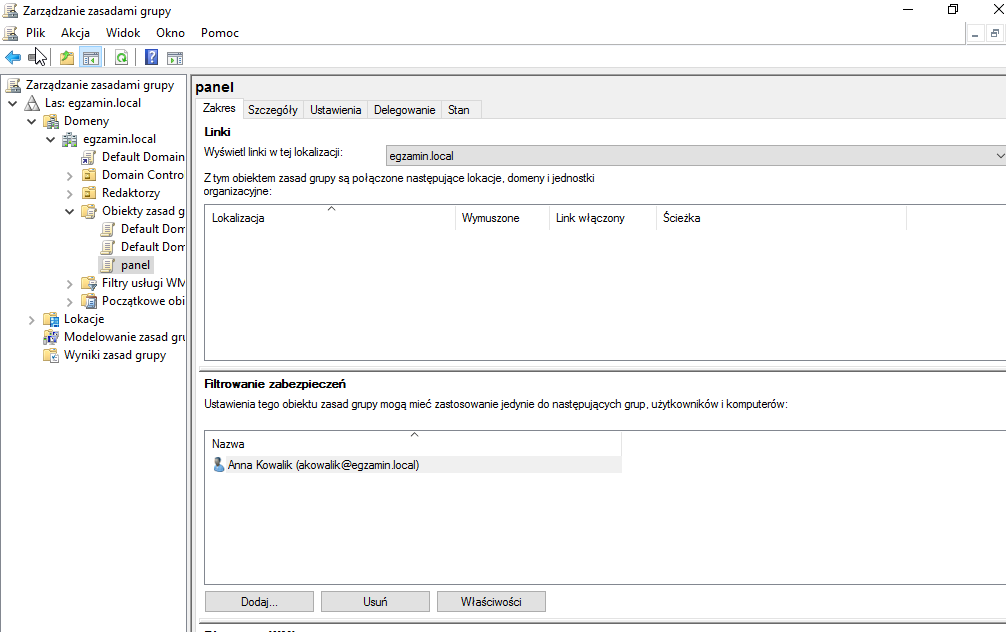 Zarządzanie zasadami grupy
Plik Akcja Widok Okno Pomoc
Zarządzanie zasadami grupy
Las: egzamin.local
Domeny
egzamin.local
Default Domain
Domain Contro
Redaktorzy
Obiekty zasad g
Default Dom
Default Dom
panel
Filtry usługi WM
Początkowe obi
Lokacje
Modelowanie zasad gru
Wyniki zasad grupy
panel
Zakres Szczegóły Ustawienia Delegowanie Stan
Linki
Wyświetl linki w tej lokalizacji: egzamin.local
Z tym obiektem zasad grupy są połączone następujące lokacje, domeny i jednostki
organizacyjne:
Lokalizacja Wymuszone Link włączony Ścieżka
Filtrowanie zabezpieczeń
Ustawienia tego obiektu zasad grupy mogą mieć zastosowanie jedynie do następujących grup, użytkowników i komputerów:
Nazwa
Anna Kowalik (akowalik@egzamin.local)
Dodaj... Usuń Właściwości